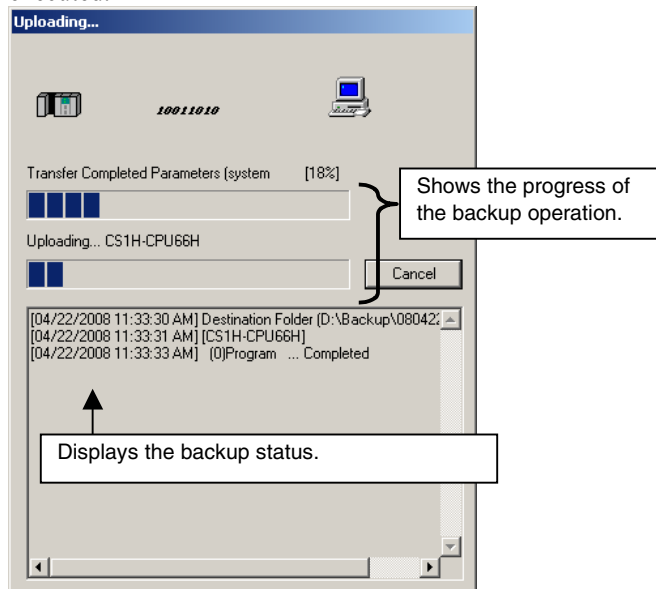 Uploading...
10011010
Transfer Completed Parameters (system [18%]
Shows the progress of
the backup operation.
Uploading... CS1H-CPU66H
Cancel
[04/22/2008 11:33:30 AM] Destination Folder (D:\Backup\080422
[04/22/2008 11:33:31 AM] [CS1H-CPU66H]
[04/22/2008 11:33:33 AM] (0)Program ... Completed
Displays the backup status.